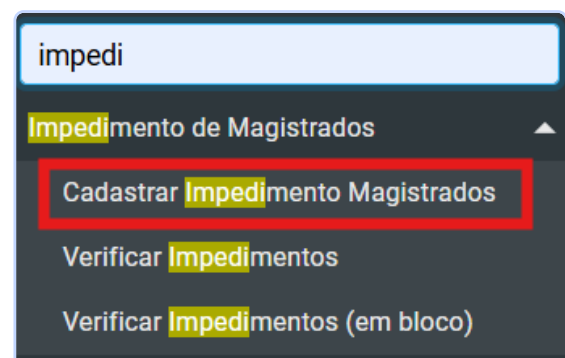 impedi
Impedimento de Magistrados
Cadastrar Impedimento Magistrados
Verificar Impedimentos
Verificar Impedimentos (em bloco)